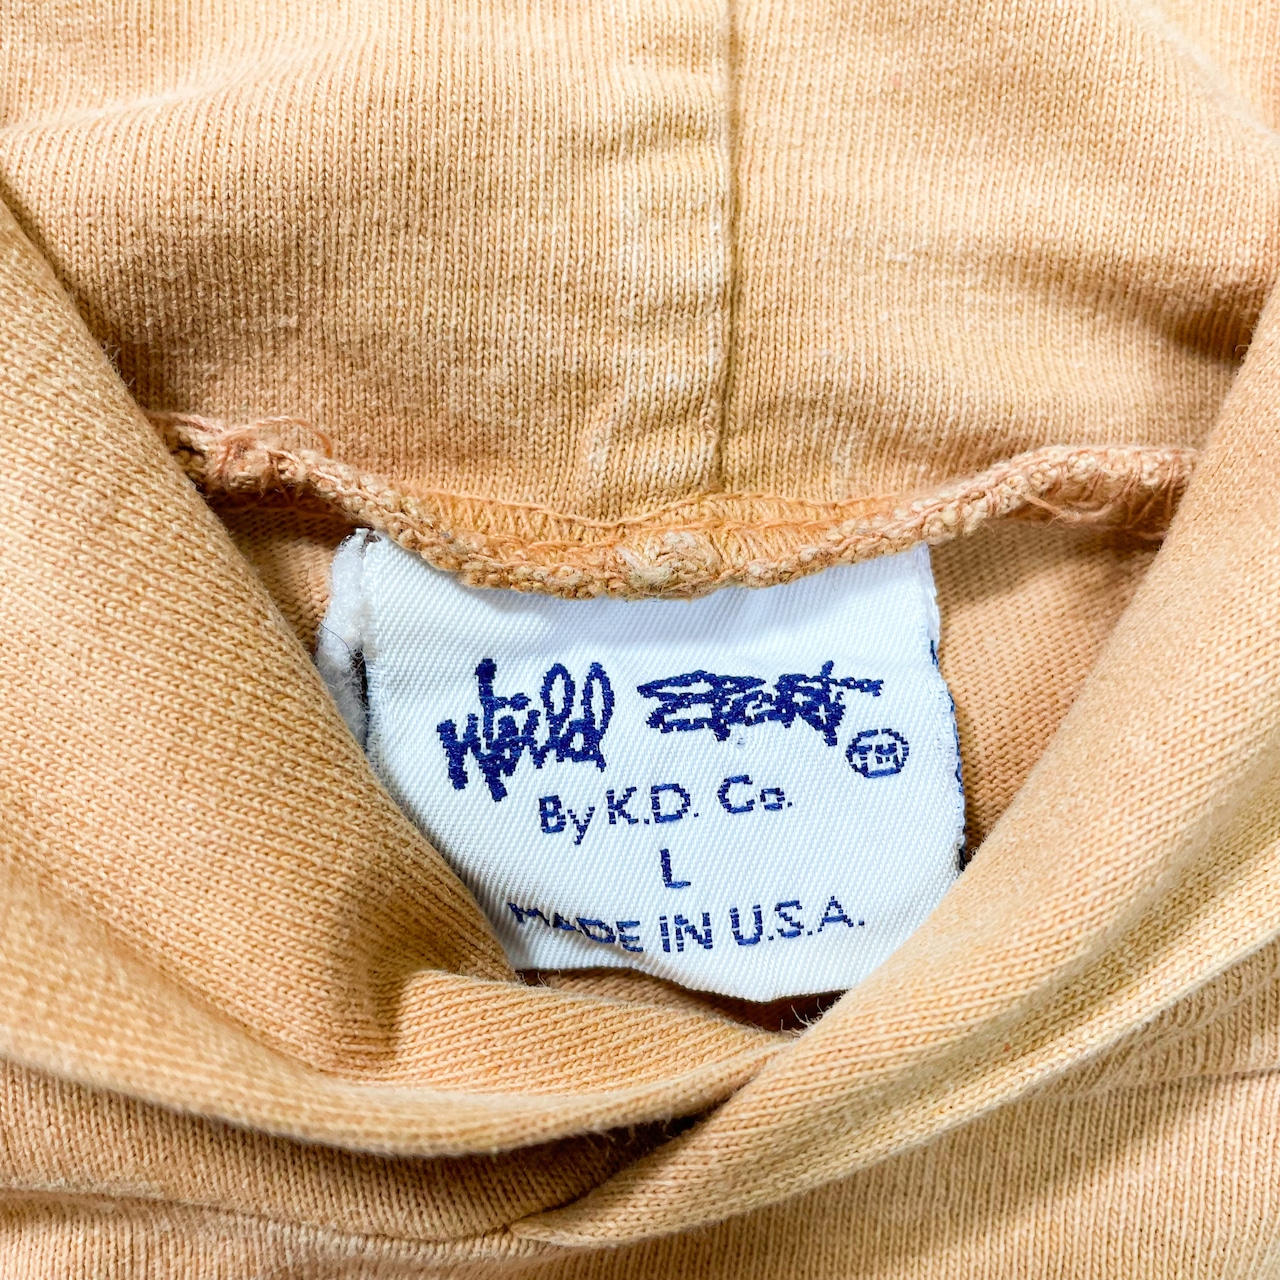 Wild Sport TM
By K.D. Co.
L
MADE IN U.S.A.